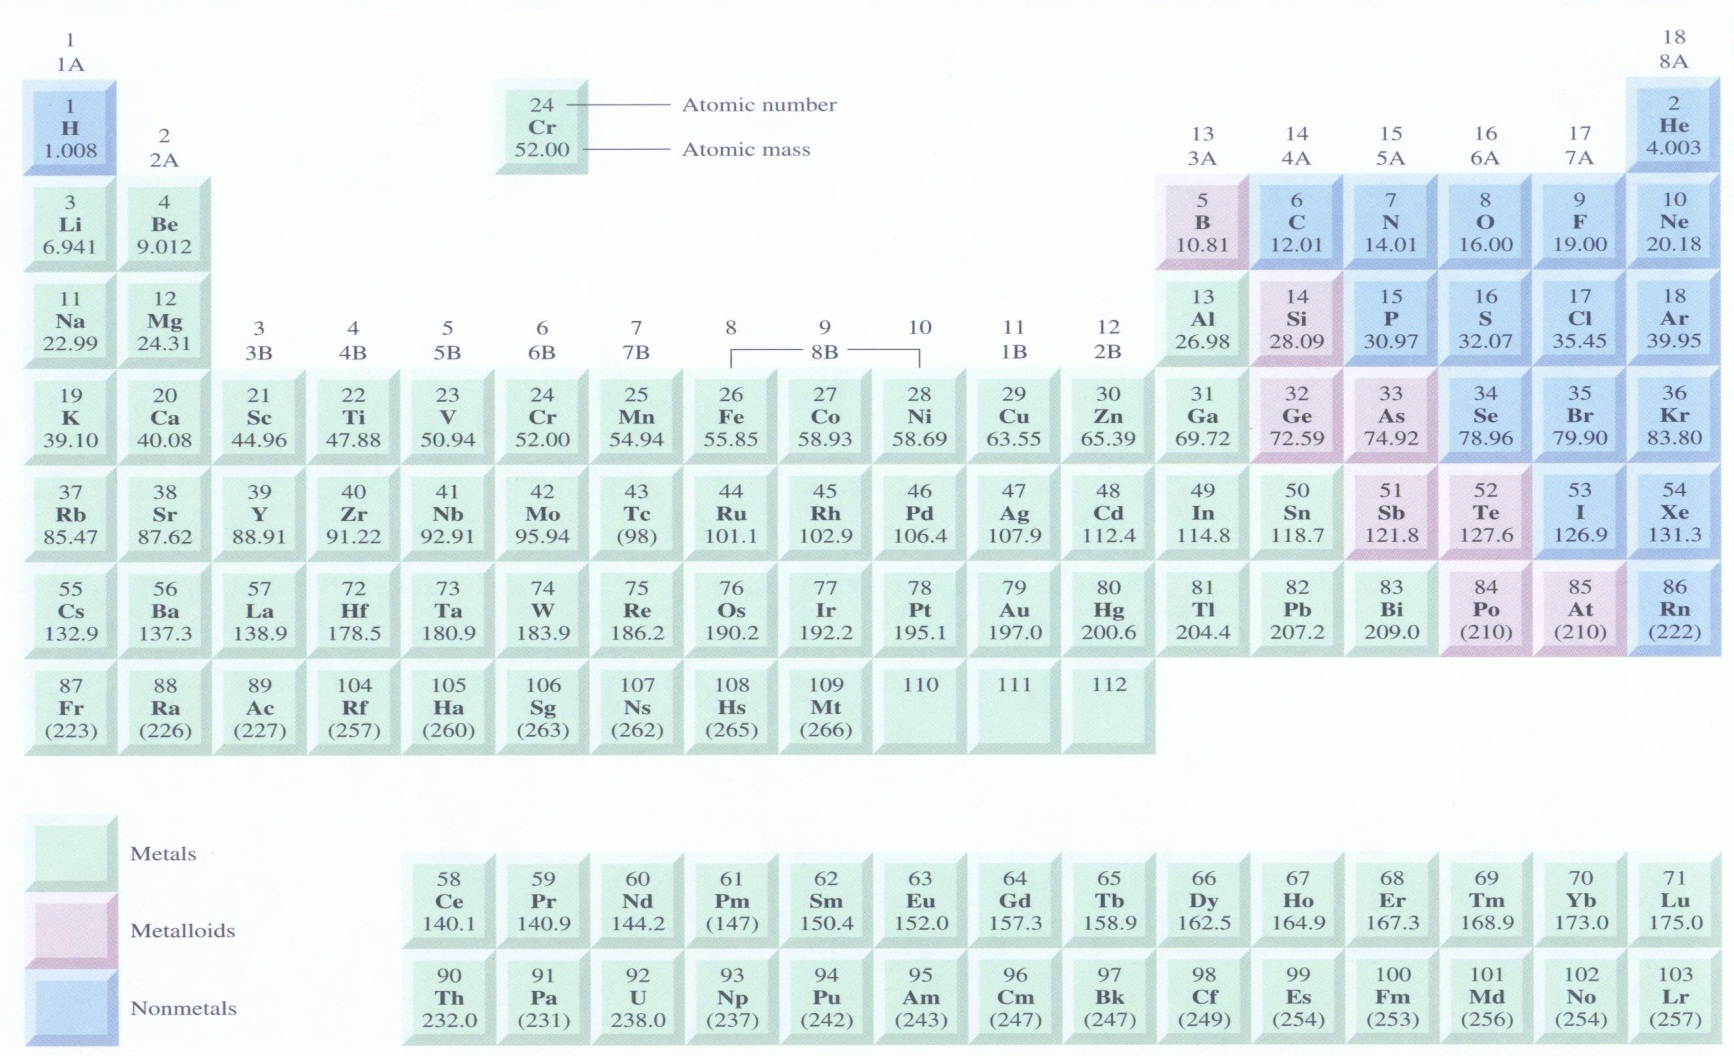 1 18
1A 8A
1 24 Atomic number 2
H Cr He
1.008 52.00 Atomic mass 4.003
2 13 14 15 16 17
2A 3A 4A 5A 6A 7A
3 4 5 6 7 8 9 10
Li Be B C N O F Ne
6.941 9.012 10.81 12.01 14.01 16.00 19.00 20.18
11 12 13 14 15 16 17 18
Na Mg Al Si P S Cl Ar
22.99 24.31 26.98 28.09 30.97 32.07 35.45 39.95
3 4 5 6 7 8 9 10 11 12
3B 4B 5B 6B 7B 8B 1B 2B
19 20 21 22 23 24 25 26 27 28 29 30 31 32 33 34 35 36
K Ca Sc Ti V Cr Mn Fe Co Ni Cu Zn Ga Ge As Se Br Kr
39.10 40.08 44.96 47.88 50.94 52.00 54.94 55.85 58.93 58.69 63.55 65.39 69.72 72.59 74.92 78.96 79.90 83.80
37 38 39 40 41 42 43 44 45 46 47 48 49 50 51 52 53 54
Rb Sr Y Zr Nb Mo Tc Ru Rh Pd Ag Cd In Sn Sb Te I Xe
85.47 87.62 88.91 91.22 92.91 95.94 (98) 101.1 102.9 106.4 107.9 112.4 114.8 118.7 121.8 127.6 126.9 131.3
55 56 57 72 73 74 75 76 77 78 79 80 81 82 83 84 85 86
Cs Ba La Hf Ta W Re Os Ir Pt Au Hg Tl Pb Bi Po At Rn
132.9 137.3 138.9 178.5 180.9 183.9 186.2 190.2 192.2 195.1 197.0 200.6 204.4 207.2 209.0 (210) (210) (222)
87 88 89 104 105 106 107 108 109 110 111 112
Fr Ra Ac Rf Ha Sg Ns Hs Mt
(223) (226) (227) (257) (260) (263) (262) (265) (266)
Metals
Metalloids
Nonmetals
58 59 60 61 62 63 64 65 66 67 68 69 70 71
Ce Pr Nd Pm Sm Eu Gd Tb Dy Ho Er Tm Yb Lu
140.1 140.9 144.2 (147) 150.4 152.0 157.3 158.9 162.5 164.9 167.3 168.9 173.0 175.0
90 91 92 93 94 95 96 97 98 99 100 101 102 103
Th Pa U Np Pu Am Cm Bk Cf Es Fm Md No Lr
232.0 (231) 238.0 (237) (242) (243) (247) (247) (249) (254) (253) (256) (254) (257)